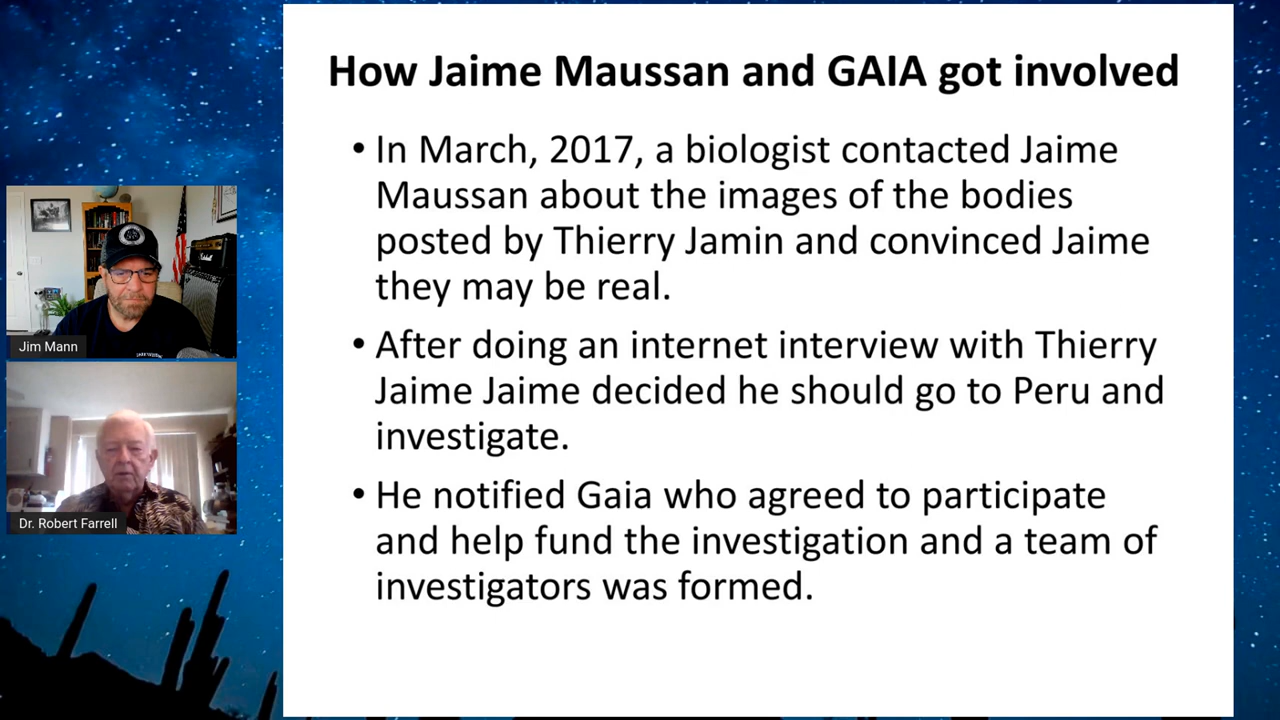 How Jaime Maussan and GAIA got involved
• In March, 2017, a biologist contacted Jaime
Maussan about the images of the bodies
posted by Thierry Jamin and convinced Jaime
they may be real.
• After doing an internet interview with Thierry
Jaime Jaime decided he should go to Peru and
investigate.
• He notified Gaia who agreed to participate
and help fund the investigation and a team of
investigators was formed.
Jim Mann
Dr. Robert Farrell